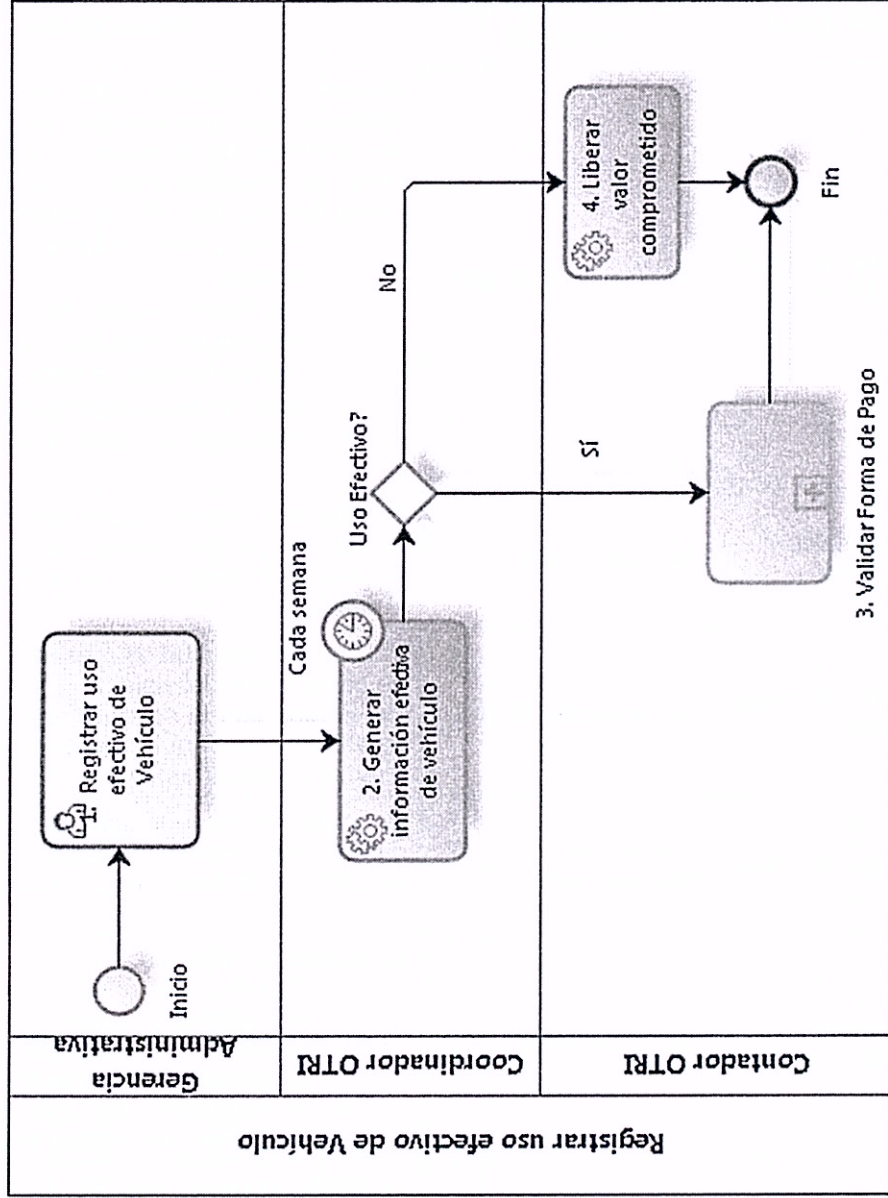 Registrar uso efectivo de Vehículo
Gerencia
Administrativa
Inicio
1. Registrar uso
efectivo de
Vehículo
Coordinador OTRI
2. Generar
información efectiva
de vehículo
Cada semana
Uso Efectivo?
No
Sí
Contador OTRI
3. Validar Forma de Pago
4. Liberar
valor
comprometido
Fin